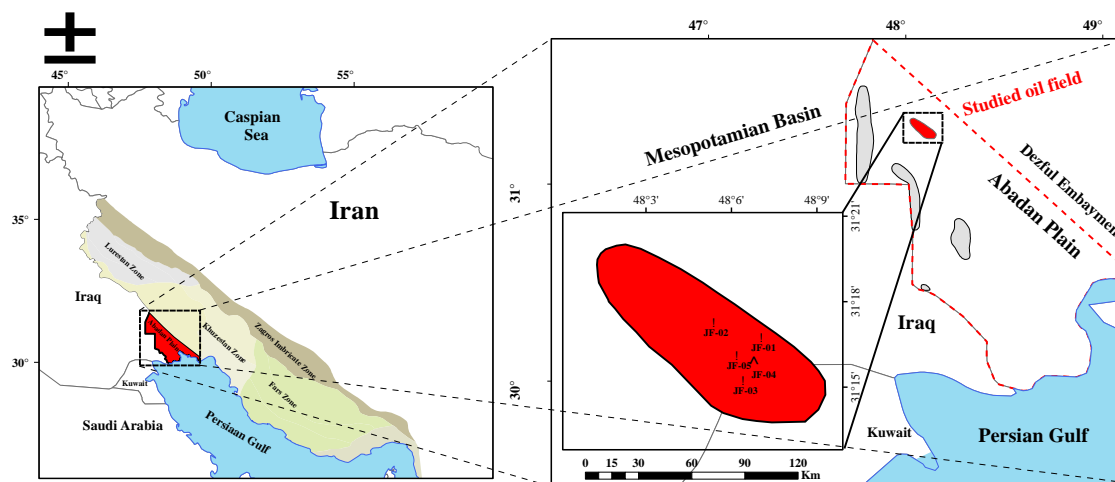 45°
50°
55°
35°
30°
Caspian
Sea
Iran
Lurestan Zone
Iraq
Abadan Plain
Khuzestan Zone
Zagros Imbricate Zone
Fars Zone
Kuwait
Saudi Arabia
Persiaan Gulf
47°
48°
49°
31°
30°
Mesopotamian Basin
Studied oil field
Dezful Embayment
Abadan Plain
Iraq
Kuwait
Persian Gulf
48°3'
48°6'
48°9'
31°21
31°18'
31°15'
JF-02
JF-01
JF-05
JF-04
JF-03
0 15 30 60 90 120
Km